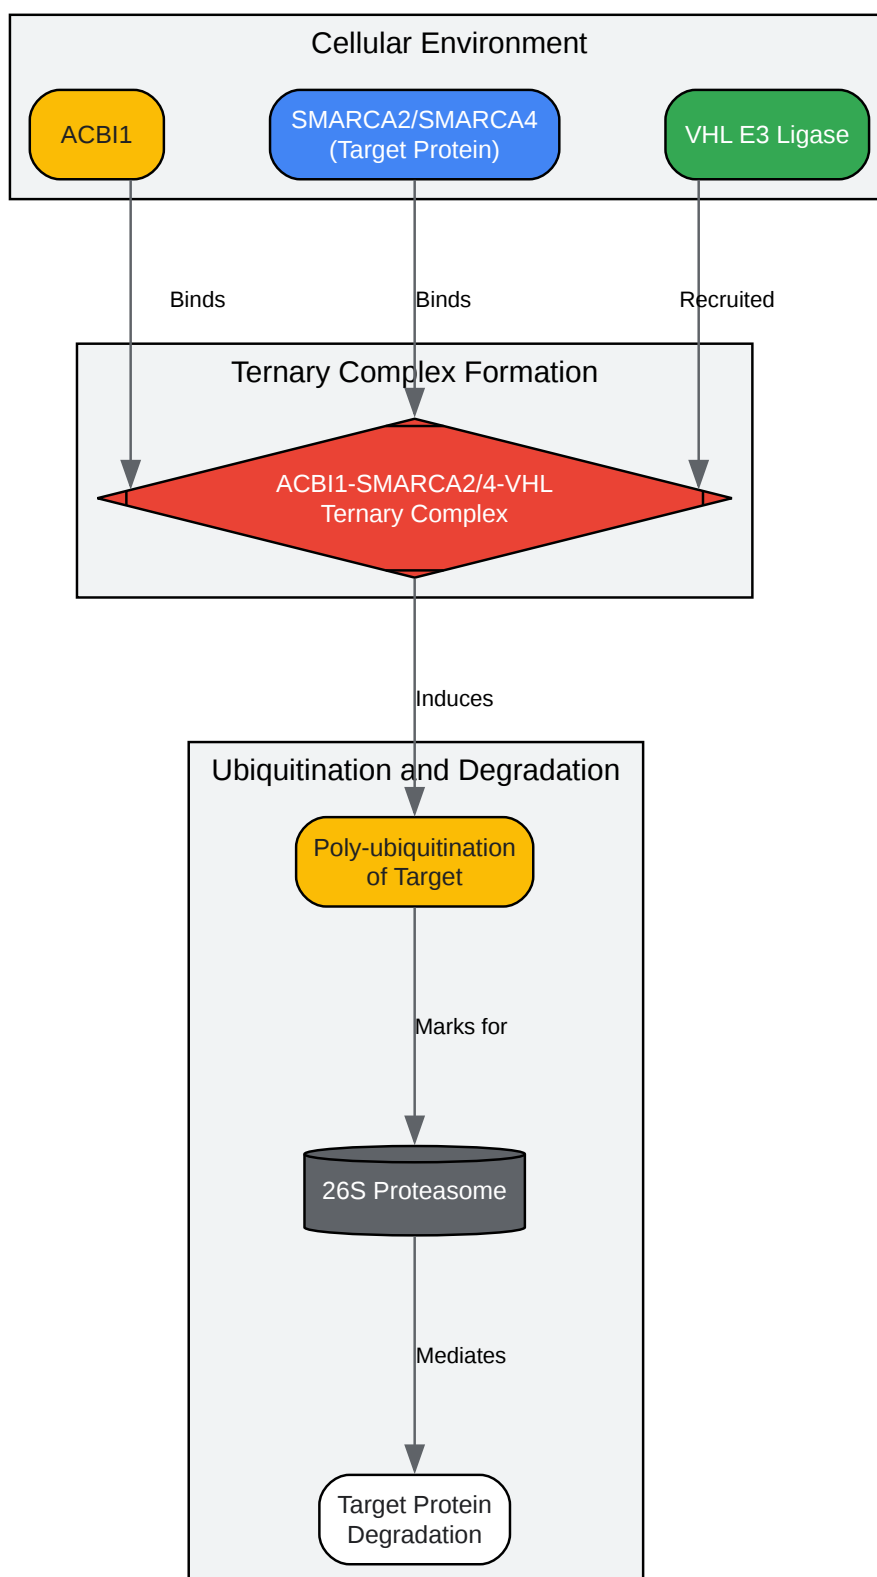 Cellular Environment
ACBI1
SMARCA2/SMARCA4
(Target Protein)
VHL E3 Ligase
Binds
Binds
Recruited
Ternary Complex Formation
ACBI1-SMARCA2/4-VHL
Ternary Complex
Induces
Ubiquitination and Degradation
Poly-ubiquitination
of Target
Marks for
26S Proteasome
Mediates
Target Protein
Degradation